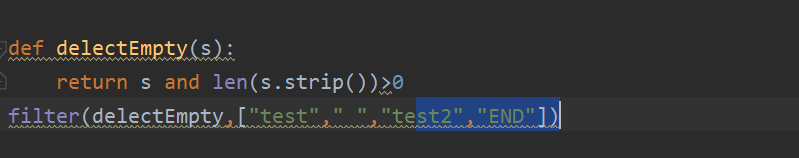 def delectEmpty(s):
    return s and len(s.strip())>0
filter(delectEmpty,["test"," ","test2","END"])